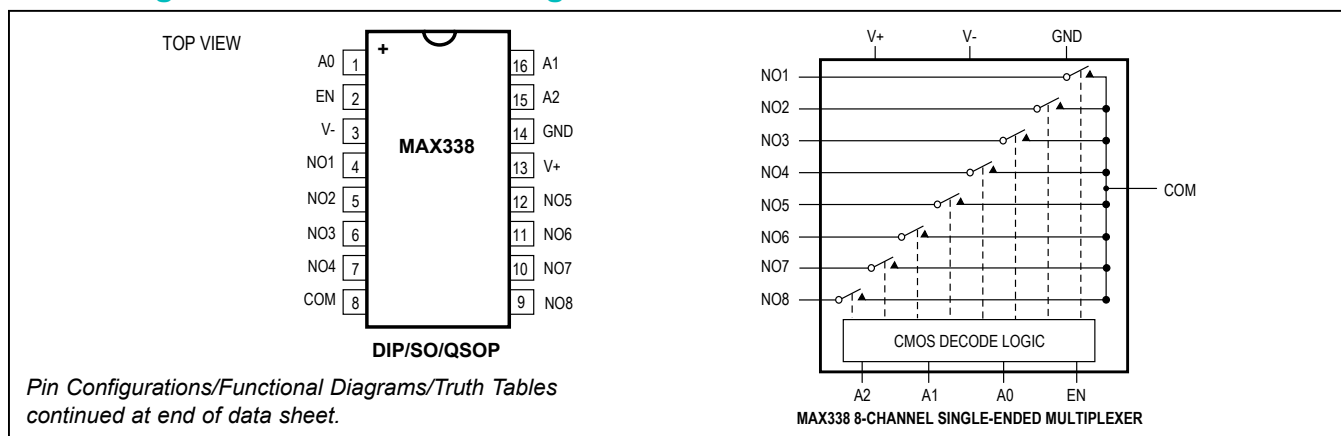 TOP VIEW
+
MAX338
A0 1
EN 2
V- 3
NO1 4
NO2 5
NO3 6
NO4 7
COM 8
16 A1
15 A2
14 GND
13 V+
12 NO5
11 NO6
10 NO7
9 NO8
DIP/SO/QSOP
Pin Configurations/Functional Diagrams/Truth Tables
continued at end of data sheet.
V+ V- GND
NO1
NO2
NO3
NO4
NO5
NO6
NO7
NO8
COM
CMOS DECODE LOGIC
A2 A1 A0 EN
MAX338 8-CHANNEL SINGLE-ENDED MULTIPLEXER